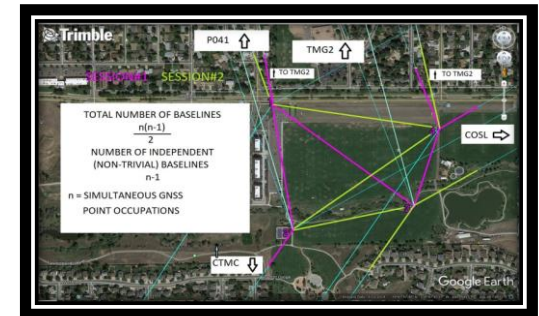 Trimble
P041
TMG2
SESSION#1 SESSION#2
TO TMG2
TO TMG2
TOTAL NUMBER OF BASELINES
n(n-1)
2
NUMBER OF INDEPENDENT
(NON-TRIVIAL) BASELINES
n-1
n = SIMULTANEOUS GNSS
POINT OCCUPATIONS
COSL
CTMC
Google Earth